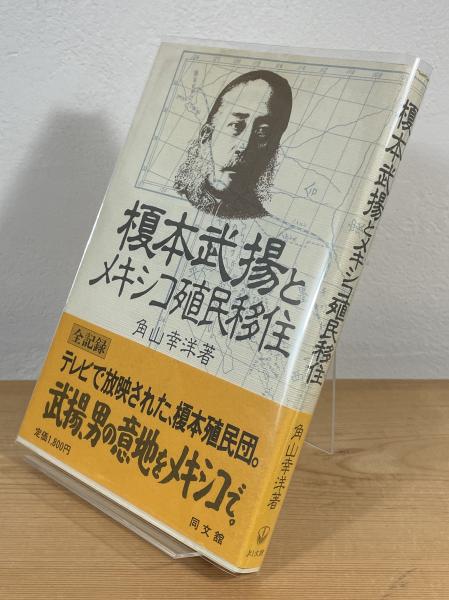 榎本武揚と
メキシコ殖民移住
角山幸洋著
全記録
テレビで放映された、榎本殖民団。
武揚、男の意地をメキシコで。
定価1,800円
同文舘
榎本武揚とメキシコ殖民移住
角山幸洋著